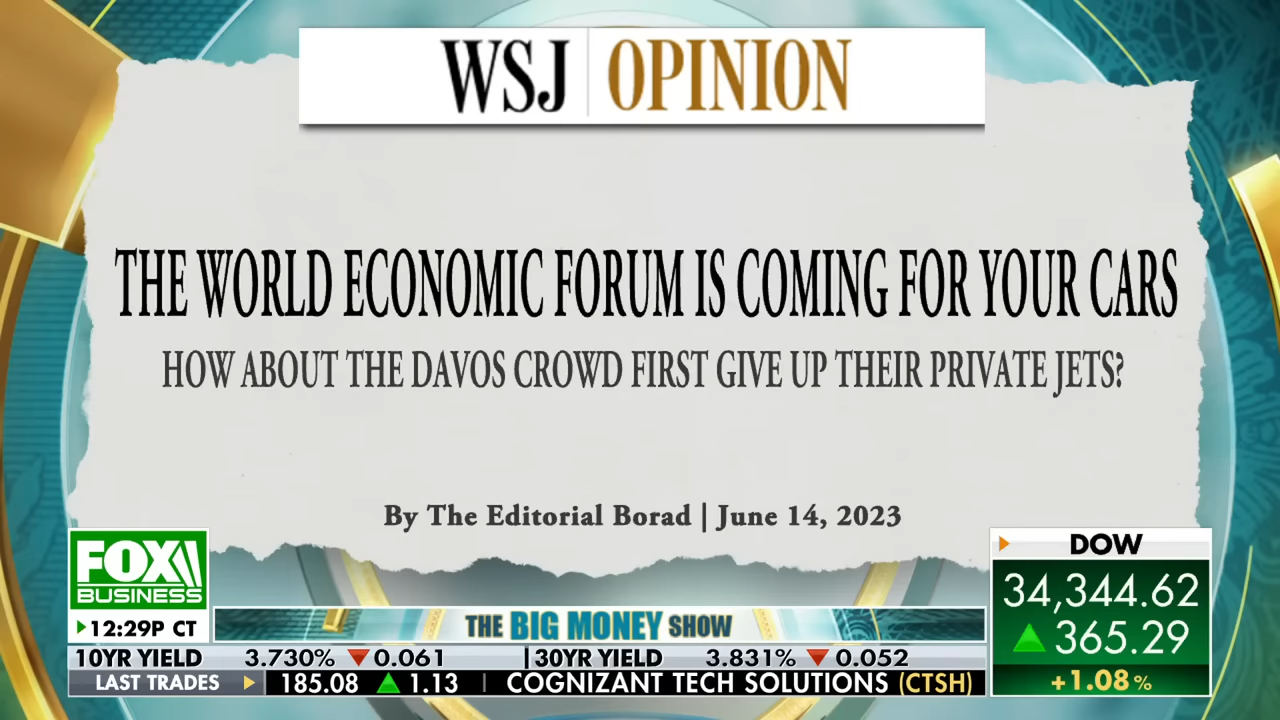 WSJ | OPINION
THE WORLD ECONOMIC FORUM IS COMING FOR YOUR CARS
HOW ABOUT THE DAVOS CROWD FIRST GIVE UP THEIR PRIVATE JETS?
By The Editorial Borad | June 14, 2023
FOX
BUSINESS
12:29P CT
THE BIG MONEY SHOW
10YR YIELD 3.730% ▼ 0.061 | 30YR YIELD 3.831% ▼ 0.052
LAST TRADES 185.08 ▲ 1.13 | COGNIZANT TECH SOLUTIONS (CTSH)
DOW
34,344.62
▲ 365.29
+1.08%